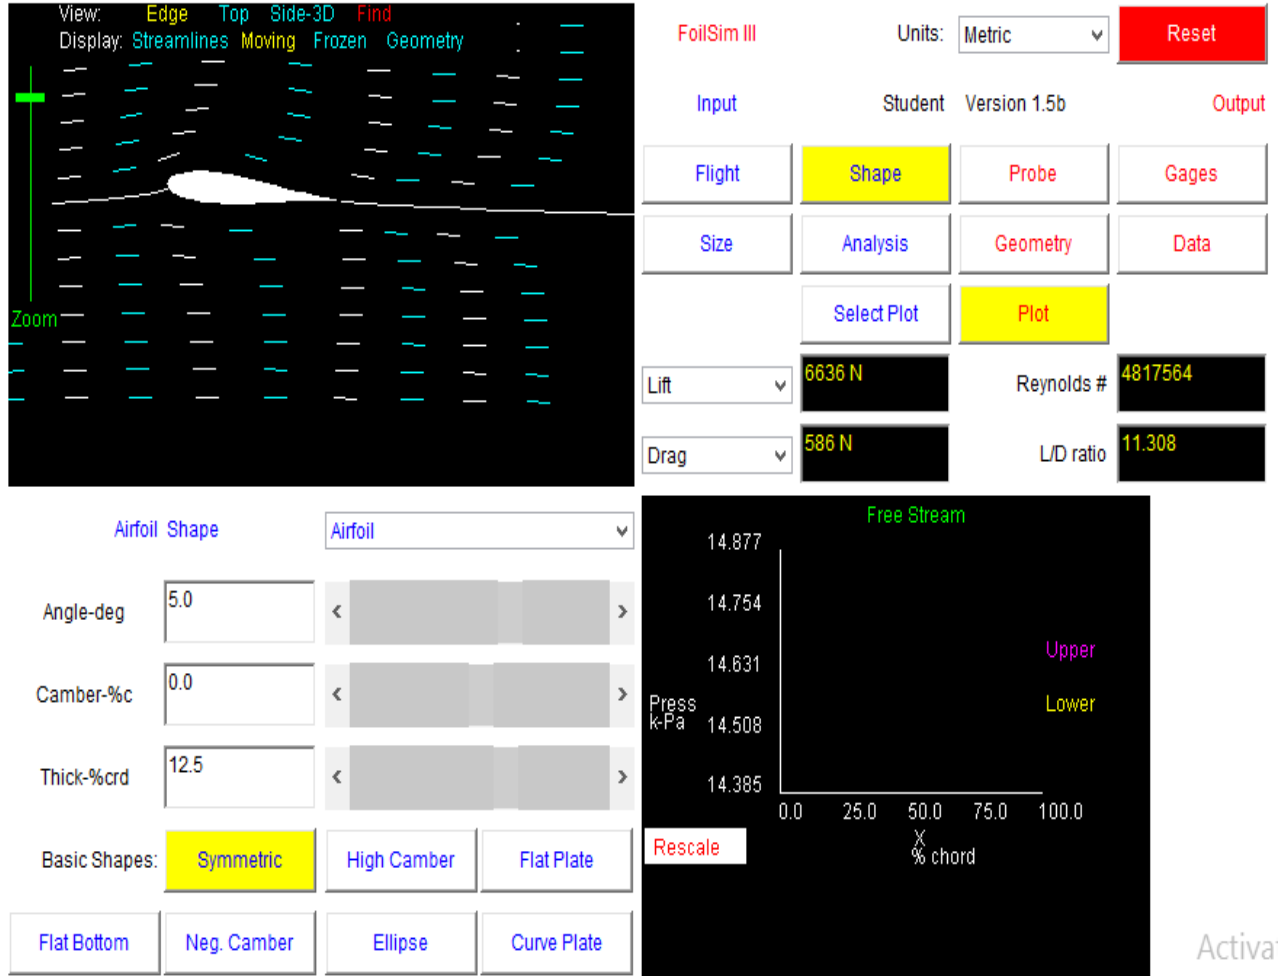 View: Edge Top Side-3D Find
Display: Streamlines Moving Frozen Geometry
Zoom
FoilSim III Units: Metric Reset
Input Student Version 1.5b Output
Flight Shape Probe Gages
Size Analysis Geometry Data
Select Plot Plot
Lift 6636 N Reynolds # 4817564
Drag 586 N L/D ratio 11.308
Airfoil Shape Airfoil
Angle-deg 5.0
Camber-%c 0.0
Thick-%crd 12.5
Basic Shapes: Symmetric High Camber Flat Plate
Flat Bottom Neg. Camber Ellipse Curve Plate
Free Stream
14.877
14.754
14.631
Upper
Press
k-Pa
Lower
14.508
14.385
0.0 25.0 50.0 75.0 100.0
X
% chord
Rescale
Activa